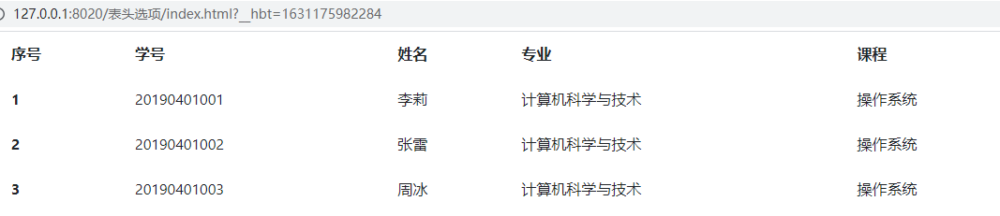 127.0.0.1:8020/表头选项/index.html?__hbt=1631175982284
序号 学号 姓名 专业 课程
1 20190401001 李莉 计算机科学与技术 操作系统
2 20190401002 张雷 计算机科学与技术 操作系统
3 20190401003 周冰 计算机科学与技术 操作系统